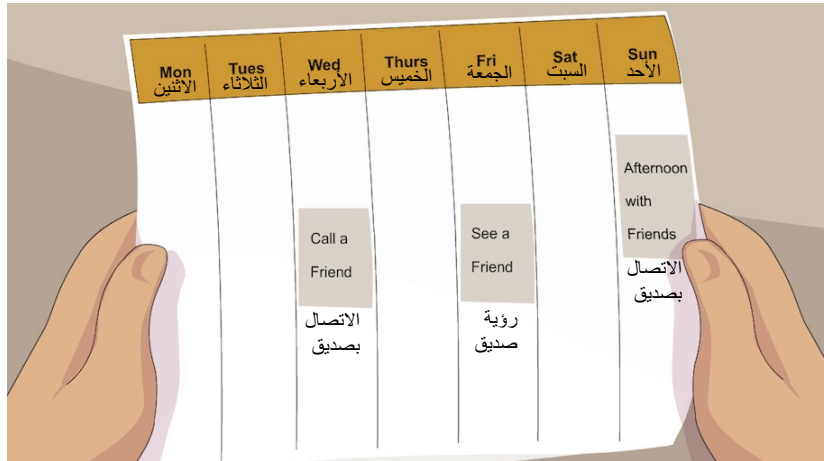 Mon
الاثنين
Tues
الثلاثاء
Wed
الأربعاء
Thurs
الخميس
Fri
الجمعة
Sat
السبت
Sun
الأحد
Call a
Friend
الاتصال
بصديق
See a
Friend
رؤية
صديق
Afternoon
with
Friends
الاتصال
بصديق